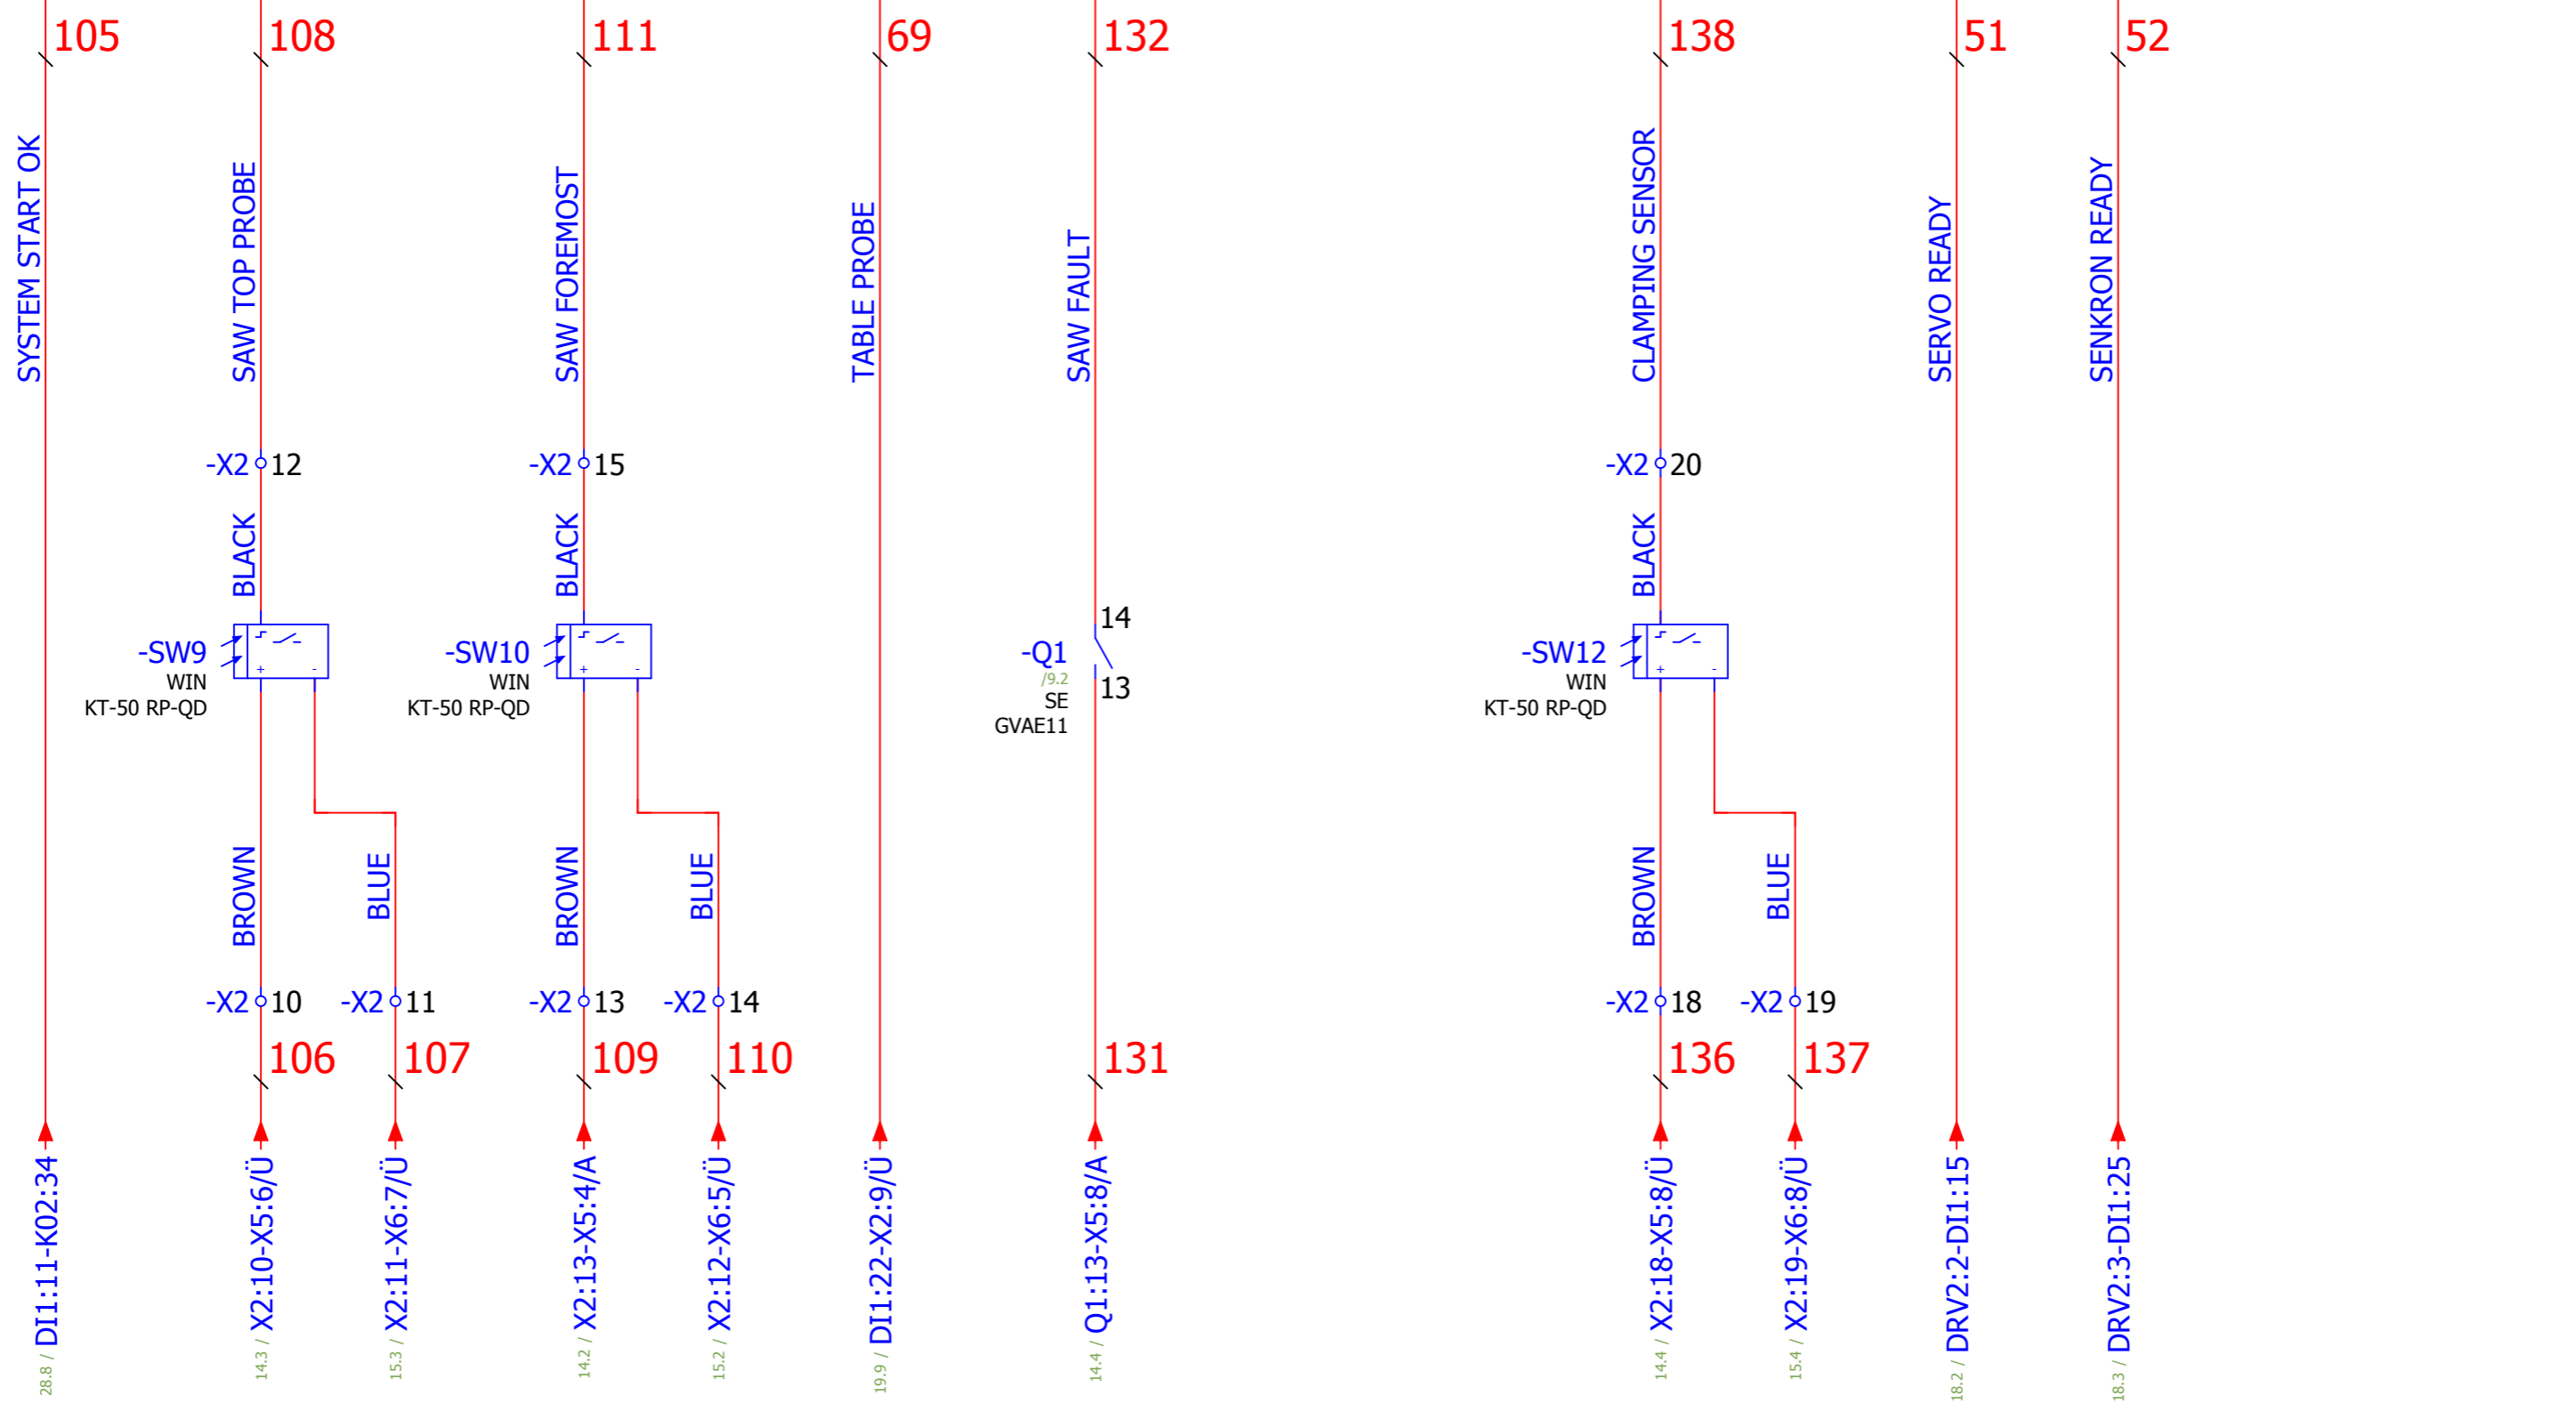 105
108
111
69
132
138
51
52
SYSTEM START OK
SAW TOP PROBE
SAW FOREMOST
TABLE PROBE
SAW FAULT
CLAMPING SENSOR
SERVO READY
SENKRON READY
-X2 12
-X2 15
-X2 20
BLACK
BLACK
BLACK
-SW9
WIN
KT-50 RP-QD
+ -
-SW10
WIN
KT-50 RP-QD
+ -
14
-Q1
/9.2
13
SE
GVAE11
-SW12
WIN
KT-50 RP-QD
+ -
BROWN
BLUE
BROWN
BLUE
BROWN
BLUE
-X2 10
-X2 11
-X2 13
-X2 14
-X2 18
-X2 19
106
107
109
110
131
136
137
28.8 / DI1:11-K02:34
14.3 / X2:10-X5:6/Ü
15.3 / X2:11-X6:7/Ü
14.2 / X2:13-X5:4/A
15.2 / X2:12-X6:5/Ü
19.9 / DI1:22-X2:9/Ü
14.4 / Q1:13-X5:8/A
14.4 / X2:18-X5:8/Ü
15.4 / X2:19-X6:8/Ü
18.2 / DRV2:2-DI1:15
18.3 / DRV2:3-DI1:25